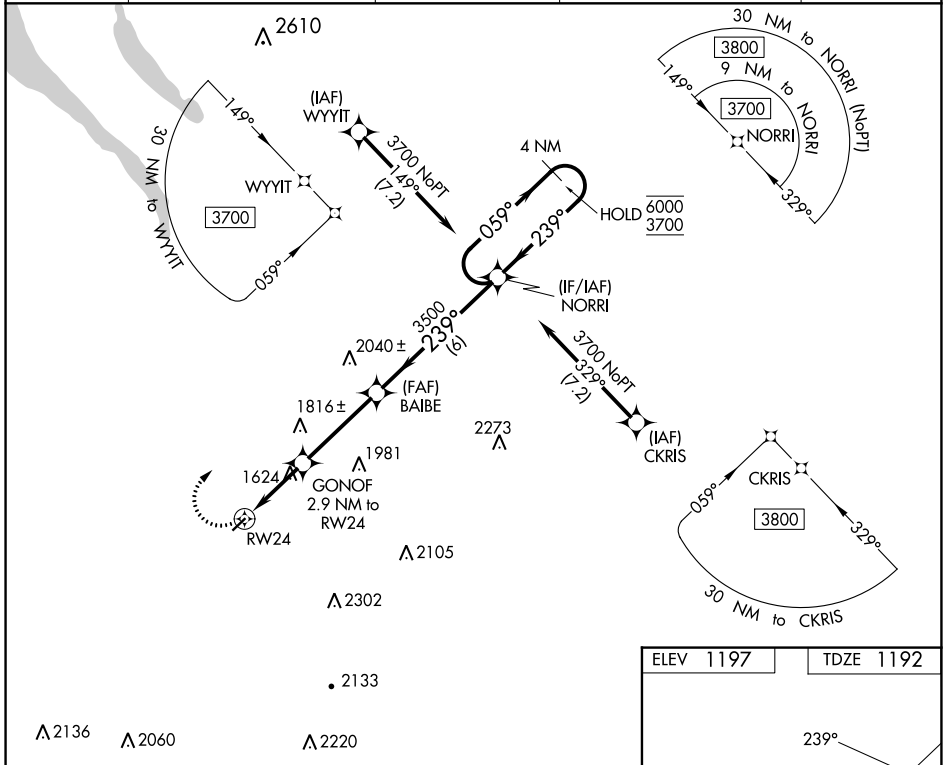 2610
30 NM to NORRI (NoPT)
3800
9 NM to NORRI
3700
149°
NORRI
329°
(IAF)
WYYIT
3700 NoPT
149°
(7.2)
149°
WYYIT
3700
059°
30 NM to WYYIT
4 NM
059°
239°
HOLD
6000
3700
(IF/IAF)
NORRI
3500
239°
(6)
2040 ±
(FAF)
BAIBE
3700 NoPT
329°
(7.2)
(IAF)
CKRIS
1816 ±
2273
1981
1624
GONOF
2.9 NM to
RW24
RW24
CKRIS
059°
3800
329°
30 NM to CKRIS
2105
2302
2133
2136
2060
2220
ELEV 1197
TDZE 1192
239°